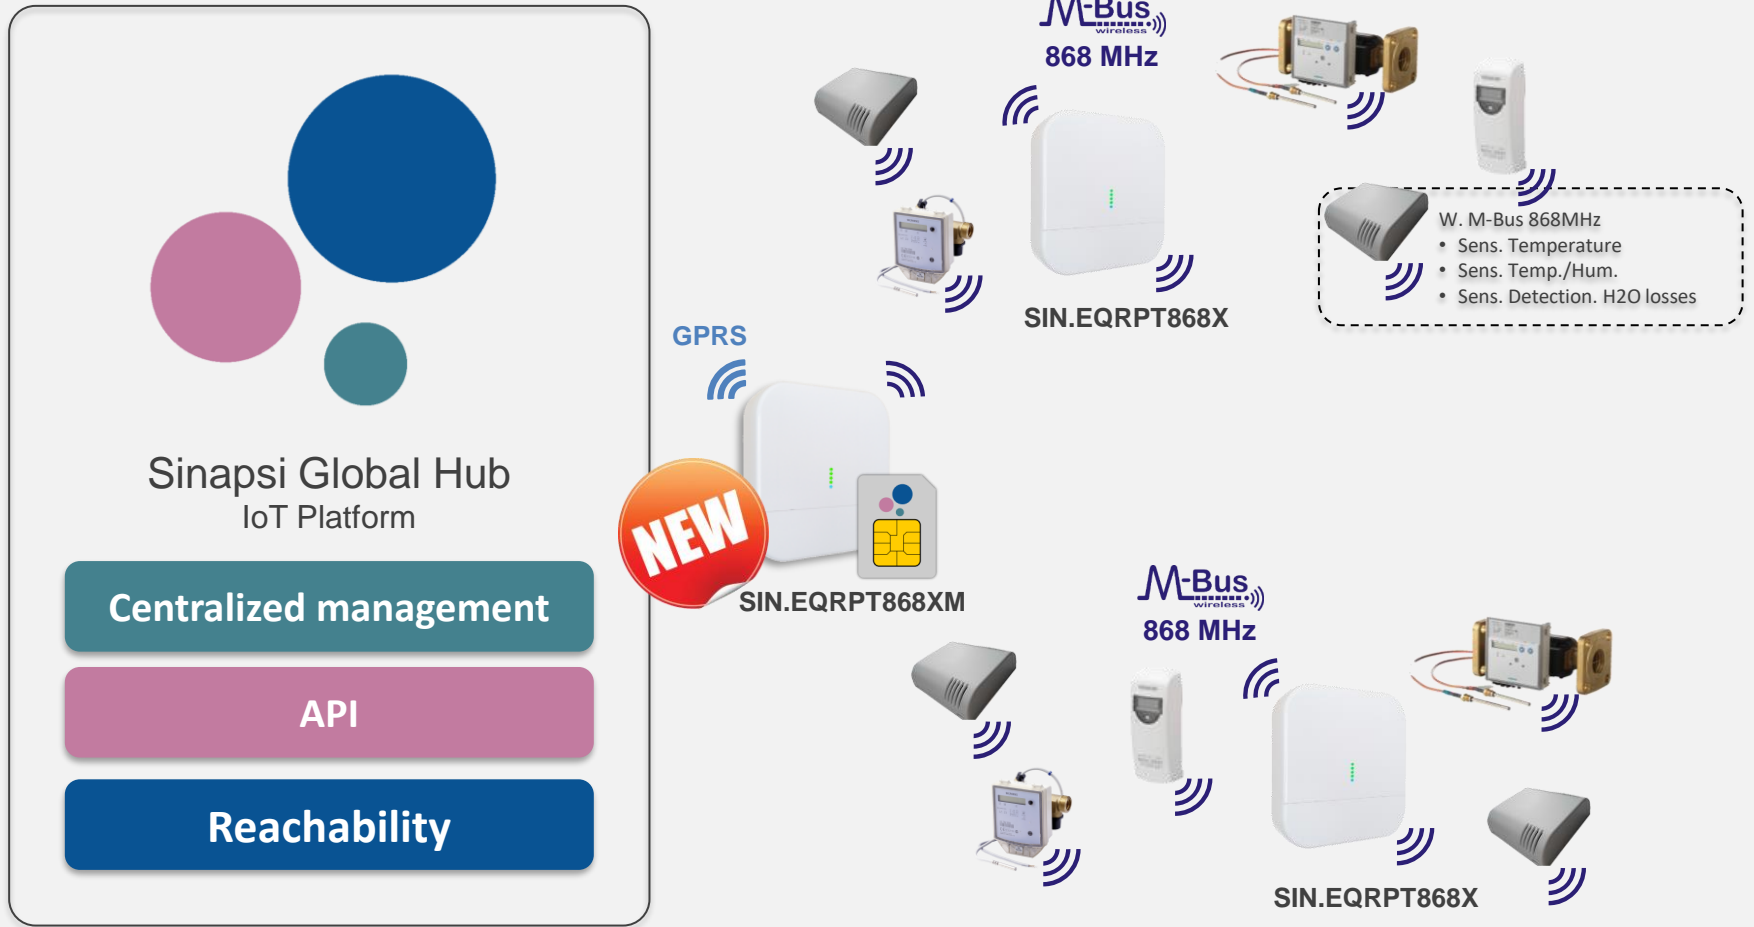 Sinapsi Global Hub
IoT Platform
Centralized management
API
Reachability
M-Bus
wireless
868 MHz
SIN.EQRPT868X
W. M-Bus 868MHz
• Sens. Temperature
• Sens. Temp./Hum.
• Sens. Detection. H2O losses
GPRS
NEW
SIN.EQRPT868XM
M-Bus
wireless
868 MHz
SIN.EQRPT868X